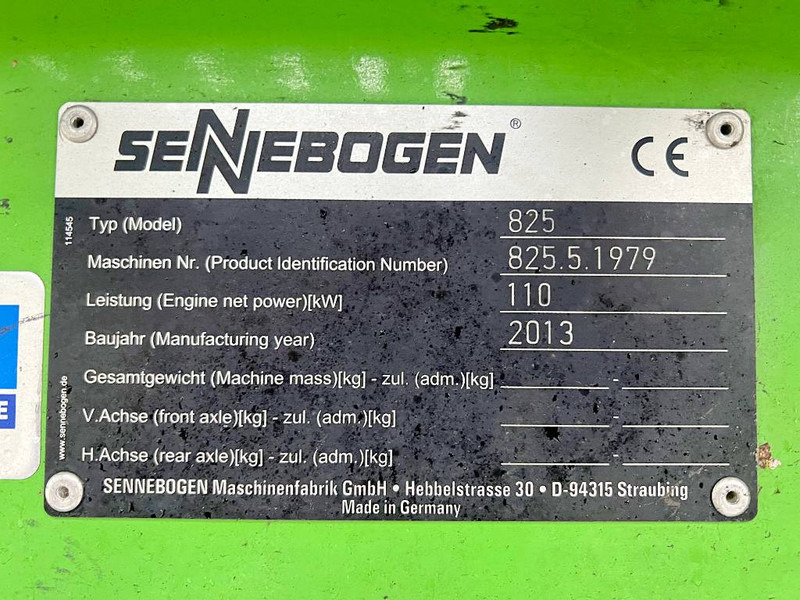 SENNEBOGEN® CE
114545
Typ (Model) 825
Maschinen Nr. (Product Identification Number) 825.5.1979
Leistung (Engine net power)[kW] 110
Baujahr (Manufacturing year) 2013
Gesamtgewicht (Machine mass)[kg] - zul. (adm.)[kg] -
V.Achse (front axle)[kg] - zul. (adm.)[kg] -
H.Achse (rear axle)[kg] - zul. (adm.)[kg] -
www.sennebogen.de
E
SENNEBOGEN Maschinenfabrik GmbH • Hebbelstrasse 30 • D-94315 Straubing
Made in Germany